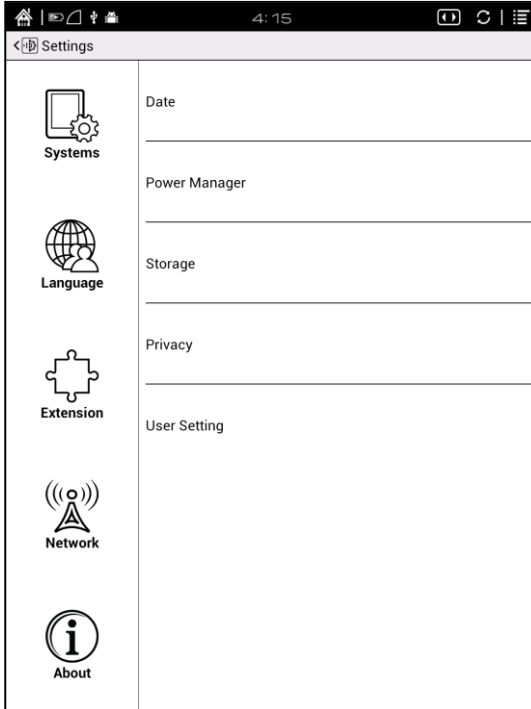 4:15
Settings
Systems
Language
Extension
Network
About
Date
Power Manager
Storage
Privacy
User Setting